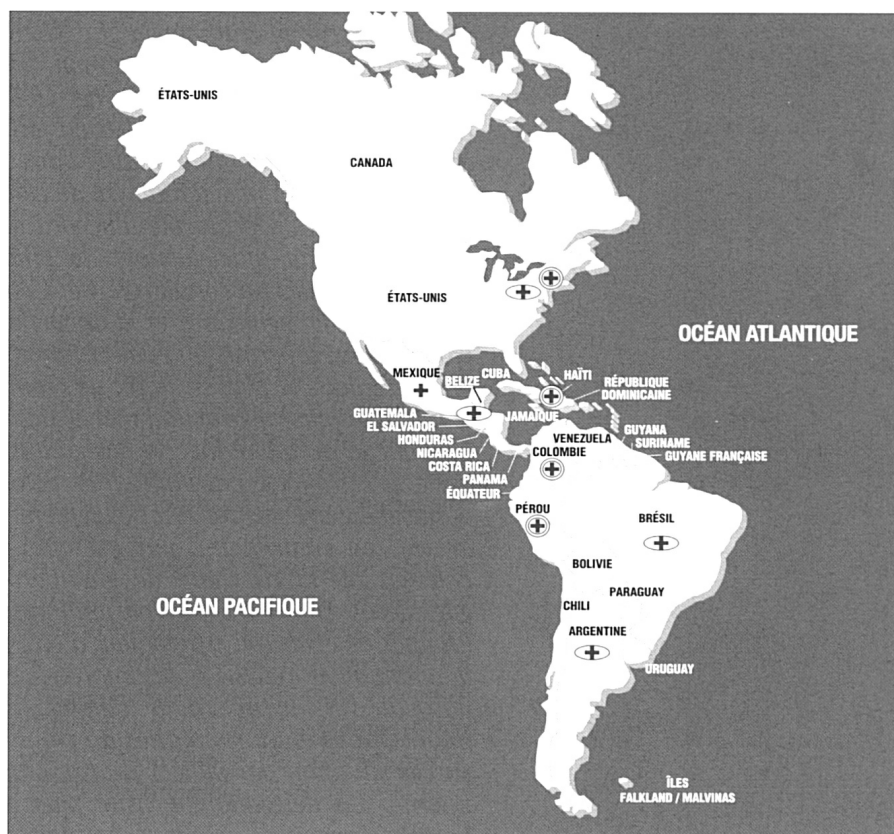 ÉTATS-UNIS
CANADA
ÉTATS-UNIS
OCÉAN ATLANTIQUE
MEXIQUE
BELIZE
CUBA
HAÏTI
RÉPUBLIQUE
DOMINICAINE
GUATEMALA
JAMAÏQUE
EL SALVADOR
HONDURAS
NICARAGUA
COSTA RICA
PANAMA
ÉQUATEUR
VENEZUELA
COLOMBIE
GUYANA
SURINAME
GUYANE FRANÇAISE
PÉROU
BRÉSIL
BOLIVIE
PARAGUAY
CHILI
OCÉAN PACIFIQUE
ARGENTINE
URUGUAY
ÎLES
FALKLAND / MALVINAS